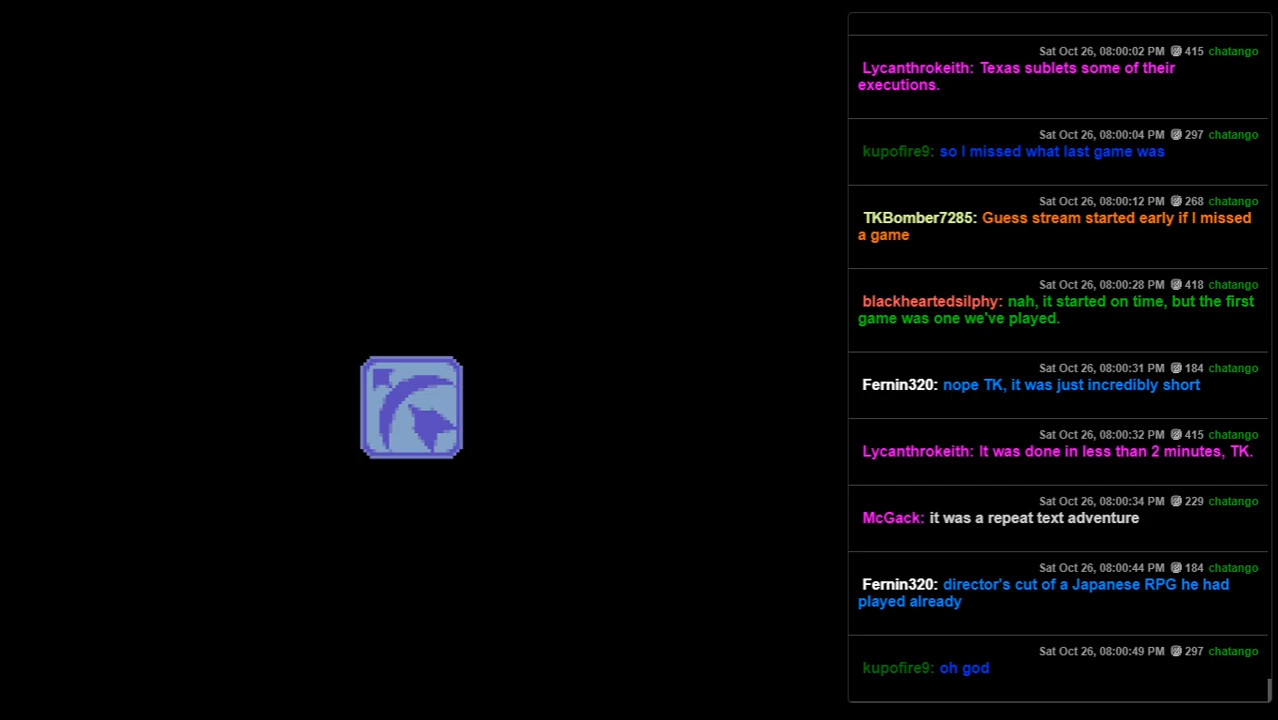 Sat Oct 26, 08:00:02 PM 415 chatango
Lycanthrokeith: Texas sublets some of their
executions.
Sat Oct 26, 08:00:04 PM 297 chatango
kupofire9: so I missed what last game was
Sat Oct 26, 08:00:12 PM 268 chatango
TKBomber7285: Guess stream started early if I missed
a game
Sat Oct 26, 08:00:28 PM 418 chatango
blackheartedsilphy: nah, it started on time, but the first
game was one we've played.
Sat Oct 26, 08:00:31 PM 184 chatango
Fernin320: nope TK, it was just incredibly short
Sat Oct 26, 08:00:32 PM 415 chatango
Lycanthrokeith: It was done in less than 2 minutes, TK.
Sat Oct 26, 08:00:34 PM 229 chatango
McGack: it was a repeat text adventure
Sat Oct 26, 08:00:44 PM 184 chatango
Fernin320: director's cut of a Japanese RPG he had
played already
Sat Oct 26, 08:00:49 PM 297 chatango
kupofire9: oh god